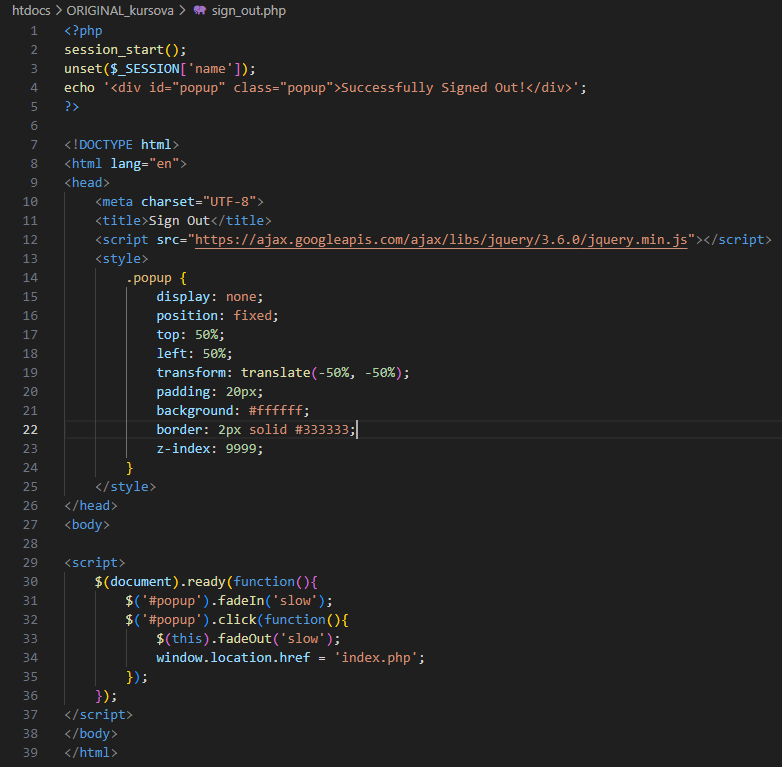 htdocs > ORIGINAL_kursova > sign_out.php
1 <?php
2 session_start();
3 unset($_SESSION['name']);
4 echo '<div id="popup" class="popup">Successfully Signed Out!</div>';
5 ?>
6
7 <!DOCTYPE html>
8 <html lang="en">
9 <head>
10     <meta charset="UTF-8">
11     <title>Sign Out</title>
12     <script src="https://ajax.googleapis.com/ajax/libs/jquery/3.6.0/jquery.min.js"></script>
13     <style>
14         .popup {
15             display: none;
16             position: fixed;
17             top: 50%;
18             left: 50%;
19             transform: translate(-50%, -50%);
20             padding: 20px;
21             background: #ffffff;
22             border: 2px solid #333333;
23             z-index: 9999;
24         }
25     </style>
26 </head>
27 <body>
28
29 <script>
30     $(document).ready(function(){
31         $('#popup').fadeIn('slow');
32         $('#popup').click(function(){
33             $(this).fadeOut('slow');
34             window.location.href = 'index.php';
35         });
36     });
37 </script>
38 </body>
39 </html>